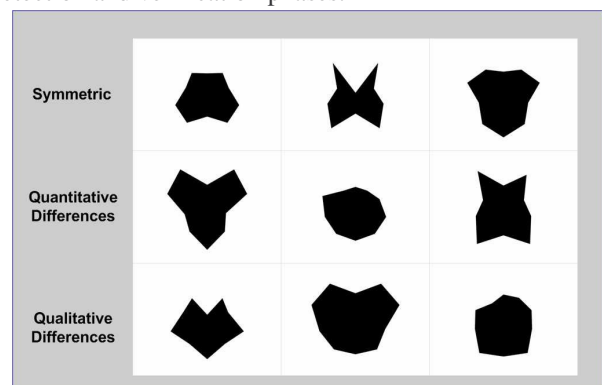 Symmetric
Quantitative
Differences
Qualitative
Differences